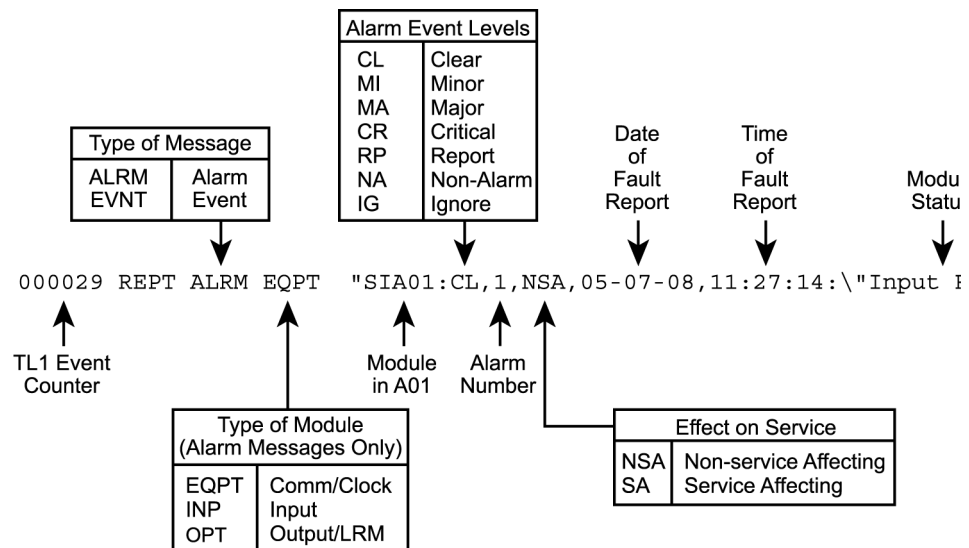 Alarm Event Levels
CL Clear
MI Minor
MA Major
CR Critical
RP Report
NA Non-Alarm
IG Ignore
Type of Message
ALRM Alarm
EVNT Event
Date
of
Fault
Report
Time
of
Fault
Report
000029 REPT ALRM EQPT "SIA01:CL,1,NSA,05-07-08,11:27:14:\"Input
TL1 Event
Counter
Module
in A01
Alarm
Number
Type of Module
(Alarm Messages Only)
EQPT Comm/Clock
INP Input
OPT Output/LRM
Effect on Service
NSA Non-service Affecting
SA Service Affecting